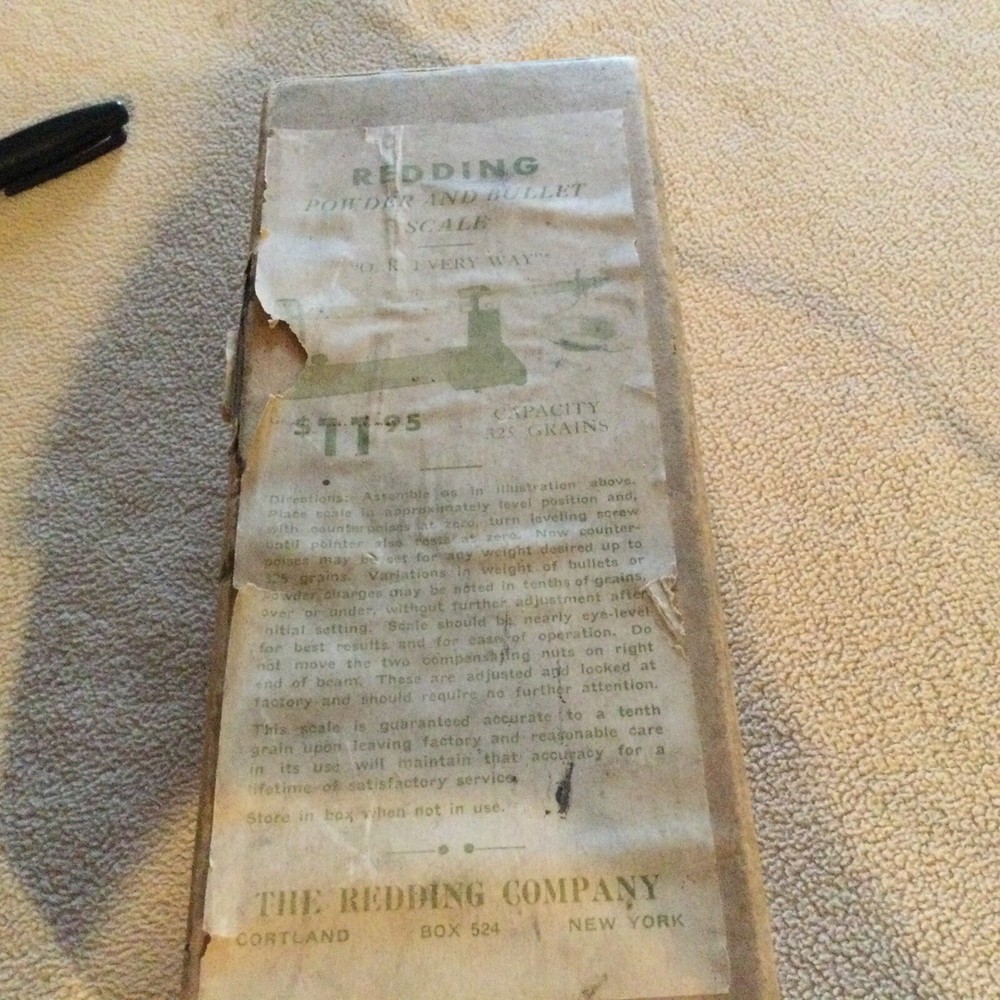 REDDING
POWDER AND BULLET
SCALE
"O. K. EVERY WAY"
$11.95
CAPACITY
325 GRAINS
Directions: Assemble as in illustration above.
Place scale in approximately level position and,
with counterpoises at zero, turn leveling screw
until pointer also rests at zero. Now counter-
poises may be set for any weight desired up to
325 grains. Variations in weight of bullets or
powder charges may be noted in tenths of grains,
over or under, without further adjustment after
initial setting. Scale should be nearly eye-level
for best results and for ease of operation. Do
not move the two compensating nuts on right
end of beam. These are adjusted and locked at
factory and should require no further attention.
This scale is guaranteed accurate to a tenth
grain upon leaving factory and reasonable care
in its use will maintain that accuracy for a
lifetime of satisfactory service.
Store in box when not in use.
THE REDDING COMPANY
CORTLAND BOX 524 NEW YORK